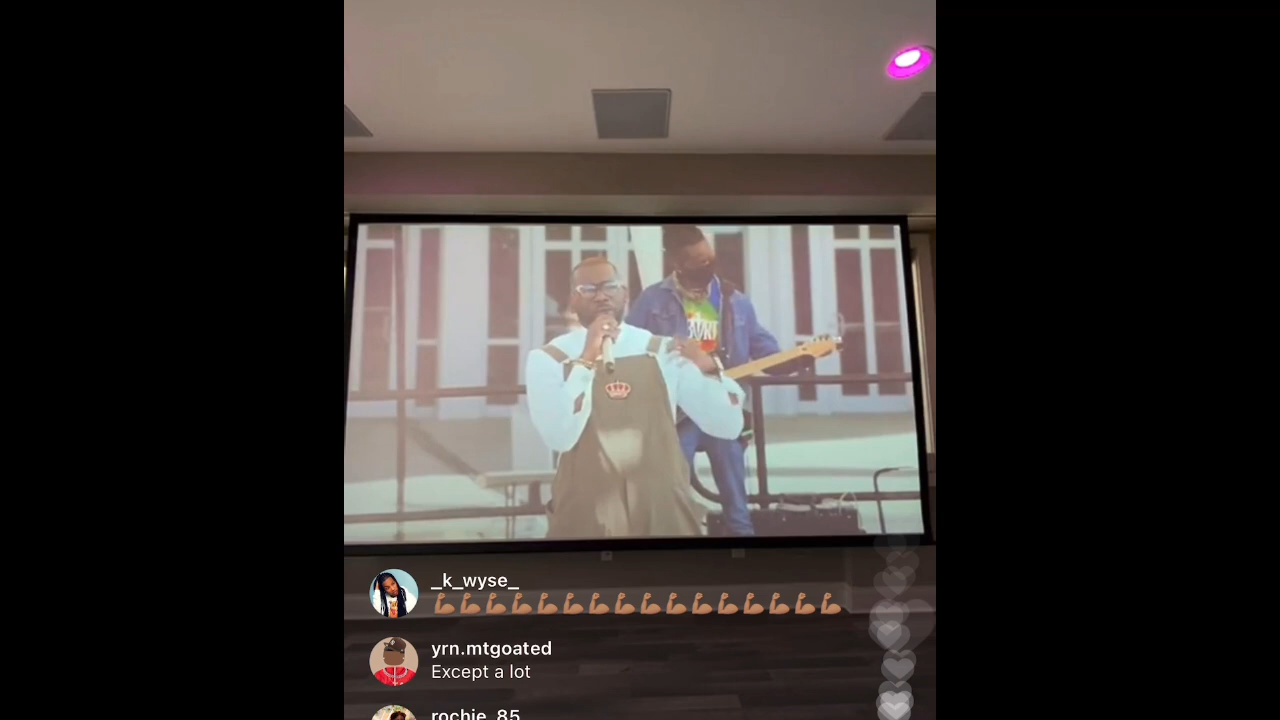 _k_wyse_
💪🏽💪🏽💪🏽💪🏽💪🏽💪🏽💪🏽💪🏽💪🏽💪🏽💪🏽💪🏽💪🏽💪🏽💪🏽💪🏽
yrn.mtgoated
Except a lot
rochie_85